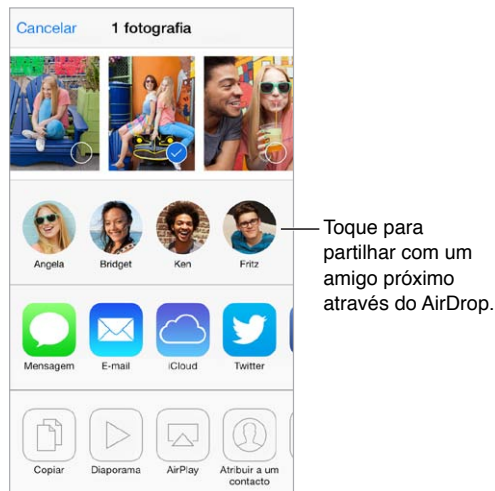 Cancelar 1 fotografia
Angela Bridget Ken Fritz
Toque para
partilhar com um
amigo próximo
através do AirDrop.
Mensagem E-mail iCloud Twitter
Copiar Diaporama AirPlay Atribuir a um
contacto